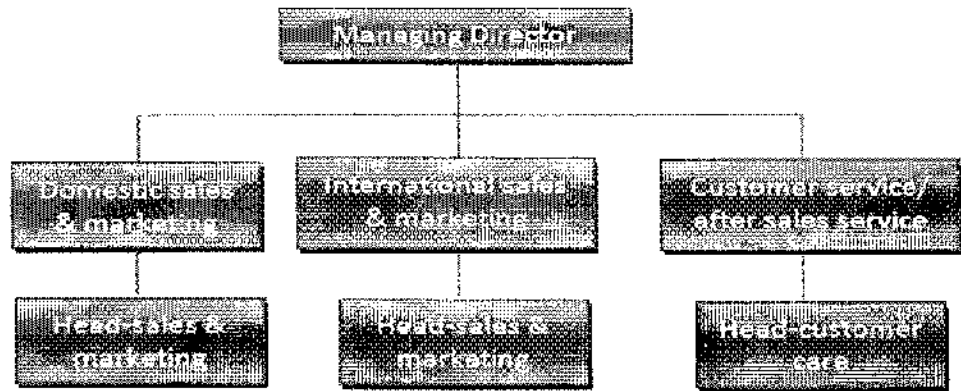 Managing Director
Domestic sales
& marketing
International sales
& marketing
Customer service/
after sales service
Head-sales &
marketing
Head-sales &
marketing
Head-customer
care